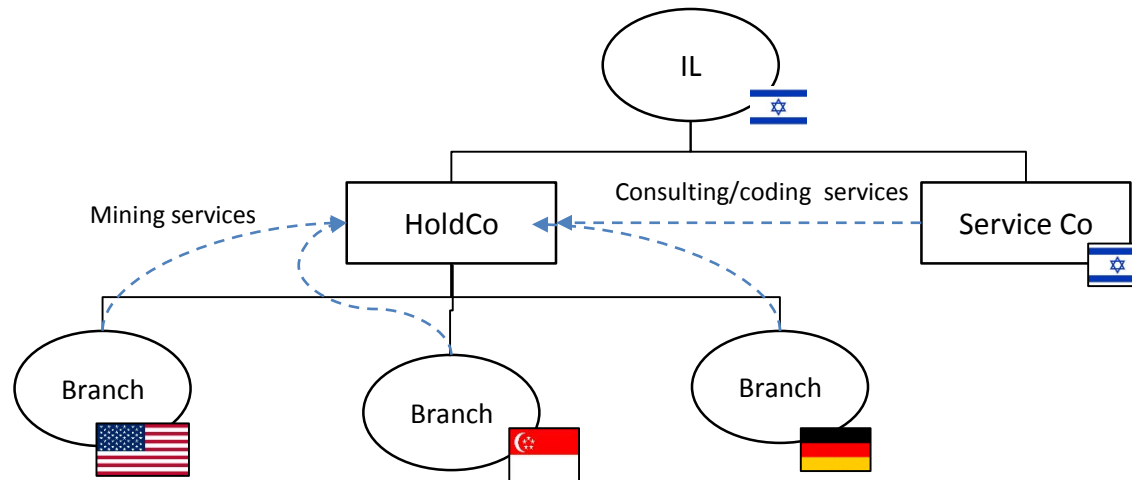 IL
Consulting/coding services
Mining services
HoldCo
Service Co
Branch
Branch
Branch